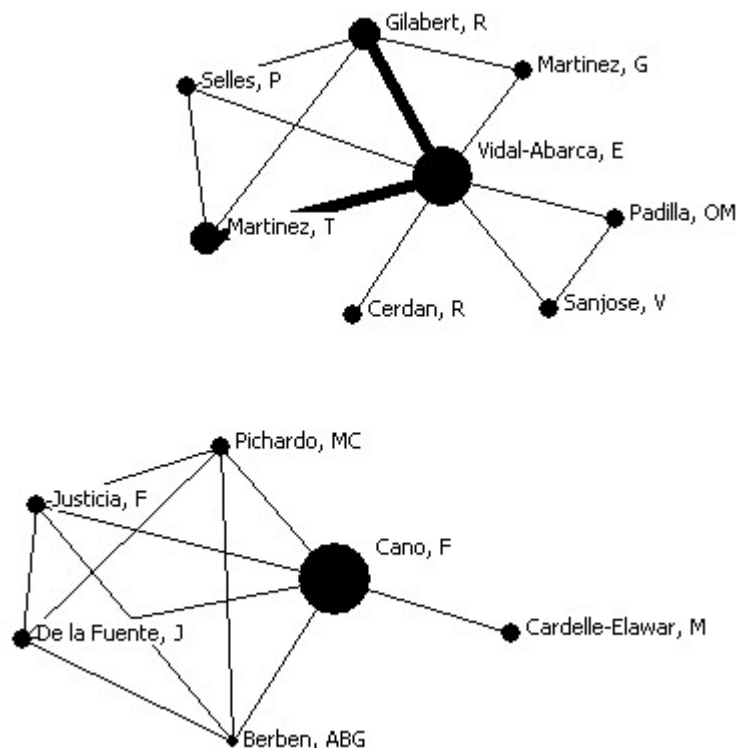 Gilabert, R
Martinez, G
Selles, P
Vidal-Abarca, E
Padilla, OM
Martinez, T
Cerdan, R
Sanjose, V
Pichardo, MC
Justicia, F
Cano, F
Cardelle-Elawar, M
De la Fuente, J
Berben, ABG